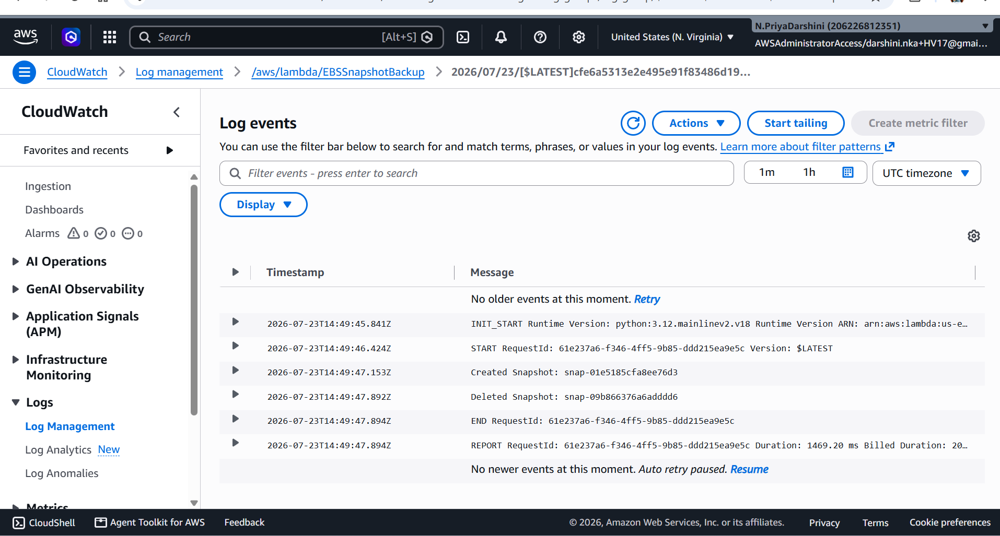 aws
Search [Alt+S]
United States (N. Virginia)
N.PriyaDarshini (206226812351)
AWSAdministratorAccess/darshini.nka+HV17@gmai...
CloudWatch
Log management
/aws/lambda/EBSSnapshotBackup
2026/07/23/[$LATEST]cfe6a5313e2e495e91f83486d19...
CloudWatch
Favorites and recents
Ingestion
Dashboards
Alarms 0 0 0
AI Operations
GenAI Observability
Application Signals
(APM)
Infrastructure
Monitoring
Logs
Log Management
Log Analytics New
Log Anomalies
Metrics
Log events
Actions
Start tailing
Create metric filter
You can use the filter bar below to search for and match terms, phrases, or values in your log events. Learn more about filter patterns
Filter events - press enter to search
1m 1h
UTC timezone
Display
Timestamp Message
No older events at this moment. Retry
2026-07-23T14:49:45.841Z INIT_START Runtime Version: python:3.12.mainlinev2.v18 Runtime Version ARN: arn:aws:lambda:us-e…
2026-07-23T14:49:46.424Z START RequestId: 61e237a6-f346-4ff5-9b85-ddd215ea9e5c Version: $LATEST
2026-07-23T14:49:47.153Z Created Snapshot: snap-01e5185cfa8ee76d3
2026-07-23T14:49:47.892Z Deleted Snapshot: snap-09b866376a6adddd6
2026-07-23T14:49:47.894Z END RequestId: 61e237a6-f346-4ff5-9b85-ddd215ea9e5c
2026-07-23T14:49:47.894Z REPORT RequestId: 61e237a6-f346-4ff5-9b85-ddd215ea9e5c Duration: 1469.20 ms Billed Duration: 20…
No newer events at this moment. Auto retry paused. Resume
CloudShell
Agent Toolkit for AWS
Feedback
© 2026, Amazon Web Services, Inc. or its affiliates.
Privacy
Terms
Cookie preferences